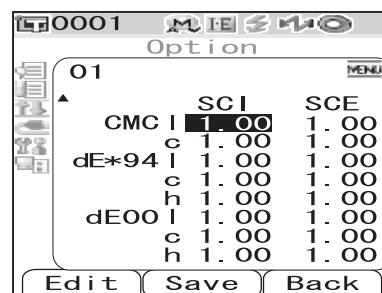 0001 M I+E
Option
01 MENU
SCI SCE
CMC l 1.00 1.00
c 1.00 1.00
dE*94 l 1.00 1.00
c 1.00 1.00
h 1.00 1.00
dE00 l 1.00 1.00
c 1.00 1.00
h 1.00 1.00
Edit Save Back